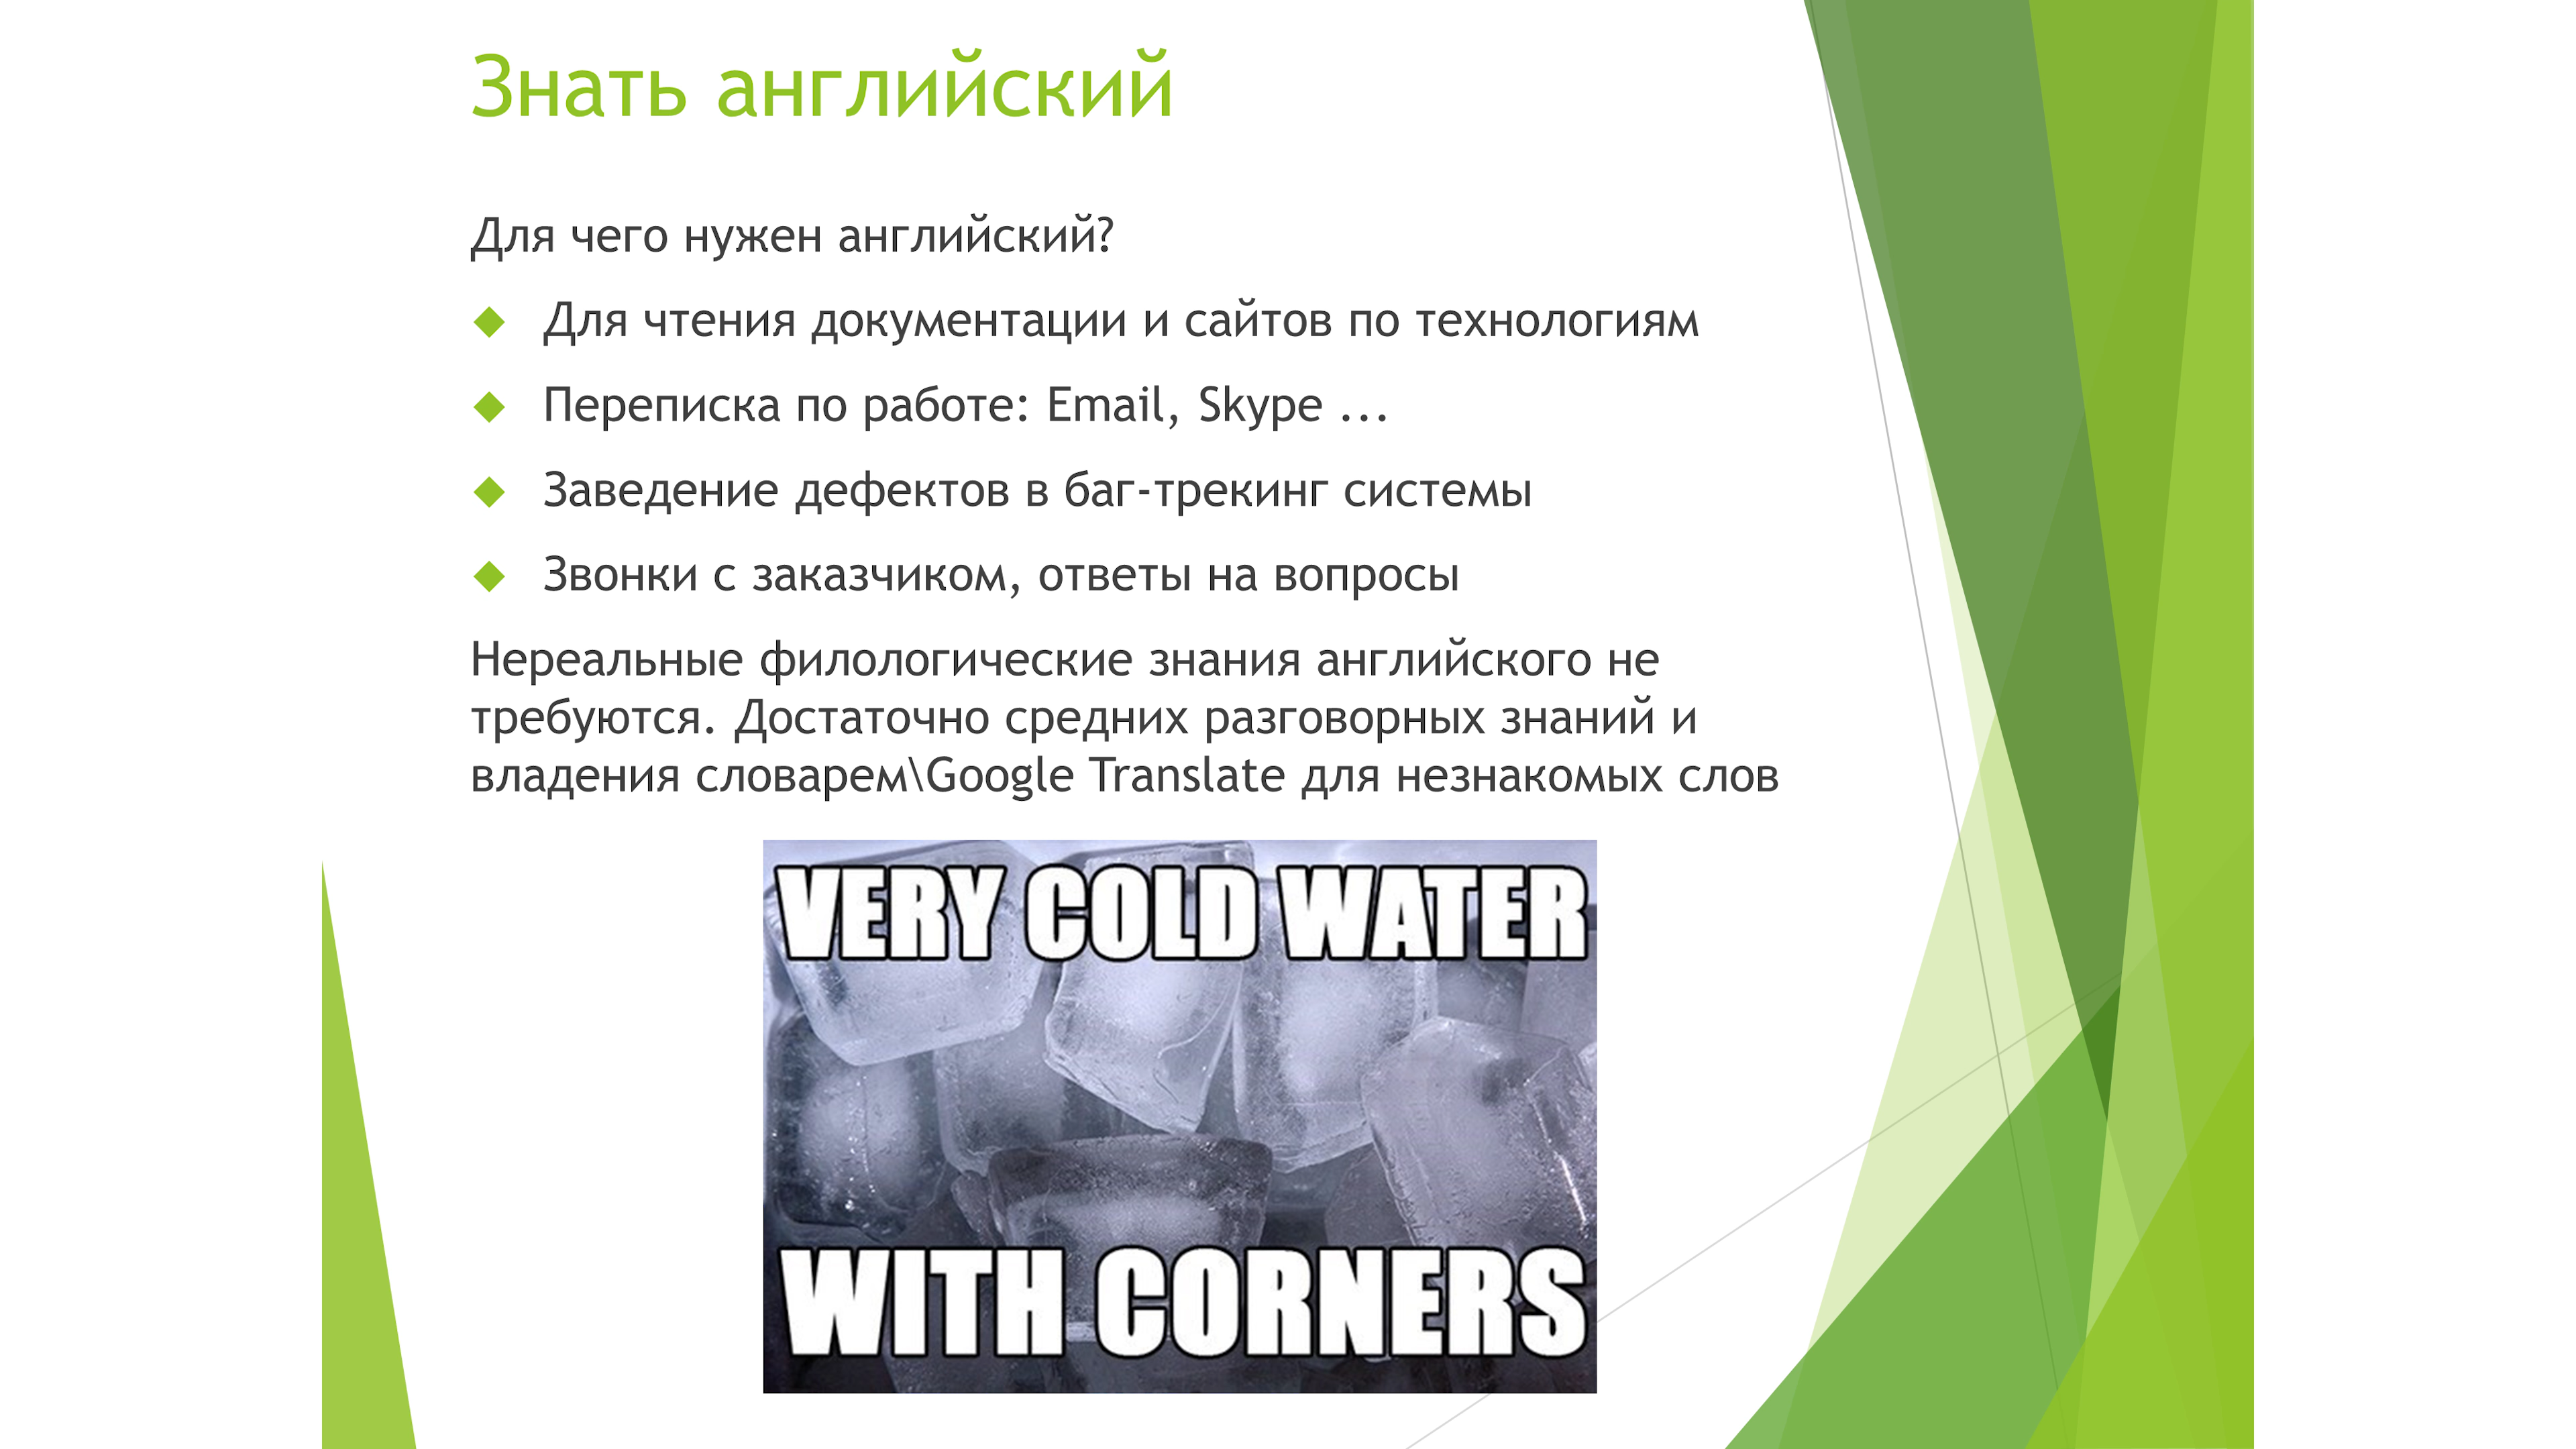 Знать английский
Для чего нужен английский?
Для чтения документации и сайтов по технологиям
Переписка по работе: Email, Skype ...
Заведение дефектов в баг-трекинг системы
Звонки с заказчиком, ответы на вопросы
Нереальные филологические знания английского не
требуются. Достаточно средних разговорных знаний и
владения словарем\Google Translate для незнакомых слов
VERY COLD WATER
WITH CORNERS